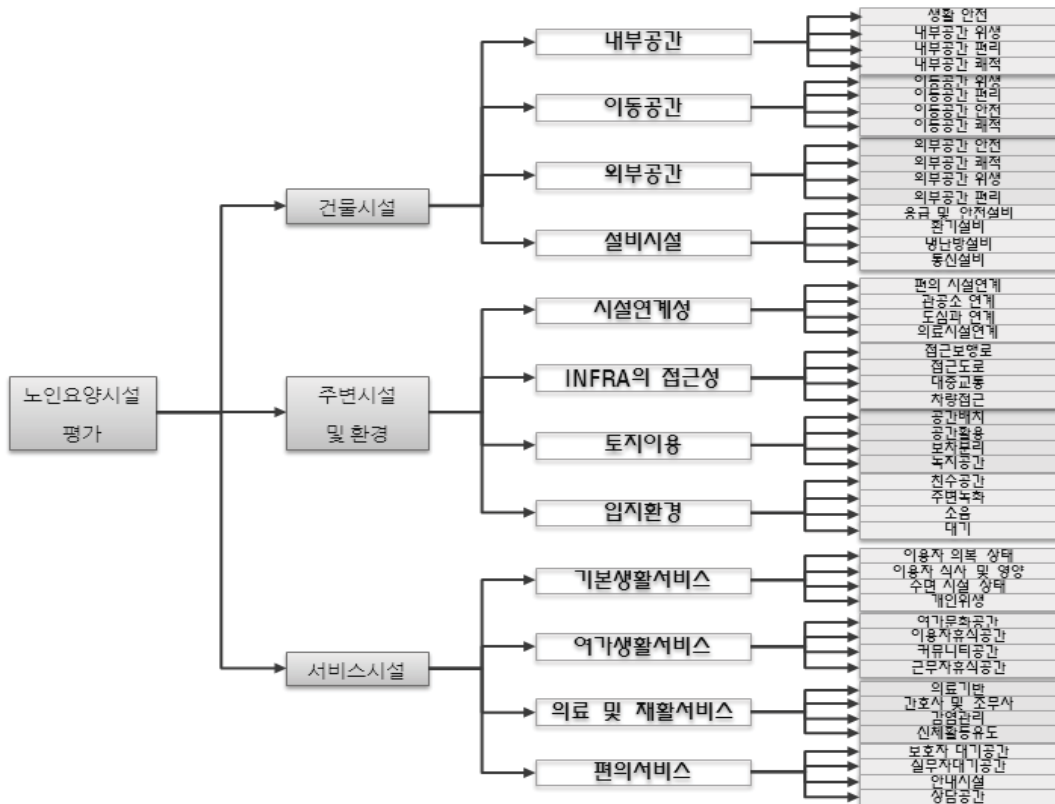 노인요양시설
평가
건물시설
내부공간
생활 안전
내부공간 위생
내부공간 편리
내부공간 쾌적
이동공간
이동공간 위생
이동공간 편리
이동공간 안전
이동공간 쾌적
외부공간
외부공간 안전
외부공간 쾌적
외부공간 위생
외부공간 편리
설비시설
응급 및 안전설비
환기설비
냉난방설비
통신설비
주변시설
및 환경
시설연계성
편의 시설연계
관공소 연계
도심과 연계
의료시설연계
INFRA의 접근성
접근보행로
접근도로
대중교통
차량접근
토지이용
공간배치
공간활용
보차분리
녹지공간
입지환경
친수공간
주변녹화
소음
대기
서비스시설
기본생활서비스
이용자 의복 상태
이용자 식사 및 영양
수면 시설 상태
개인위생
여가생활서비스
여가문화공간
이용자휴식공간
커뮤니티공간
근무자휴식공간
의료 및 재활서비스
의료기반
간호사 및 조무사
감염관리
신체활동유도
편의서비스
보호자 대기공간
실무자대기공간
안내시설
상담공간